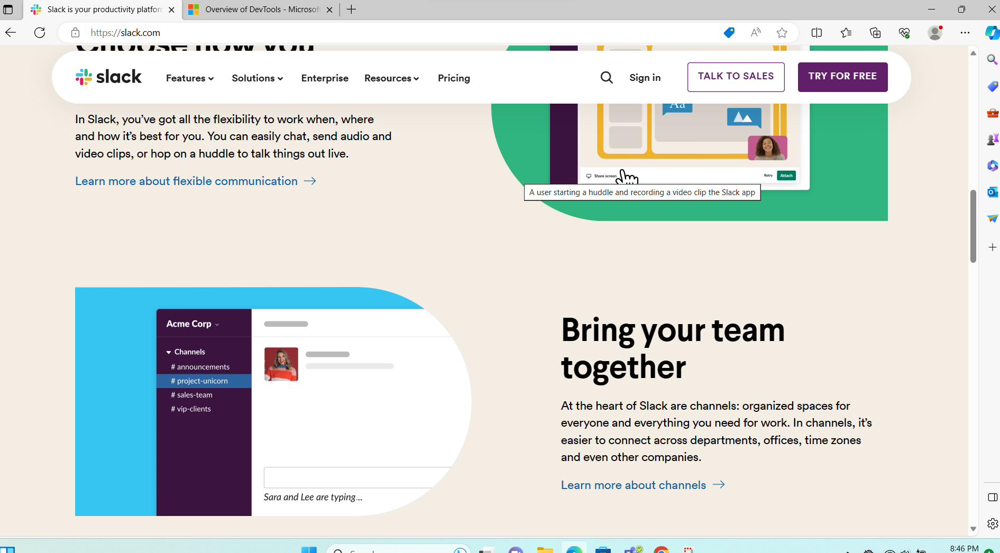 Slack is your productivity platfor
Overview of DevTools - Microsoft
https://slack.com
Choose how you
slack
Features
Solutions
Enterprise
Resources
Pricing
Sign in
TALK TO SALES
TRY FOR FREE
In Slack, you’ve got all the flexibility to work when, where
and how it’s best for you. You can easily chat, send audio and
video clips, or hop on a huddle to talk things out live.
Learn more about flexible communication
Aa
Share screen
Retry
Attach
A user starting a huddle and recording a video clip the Slack app
Acme Corp
Channels
# announcements
# project-unicorn
# sales-team
# vip-clients
Sara and Lee are typing...
Bring your team
together
At the heart of Slack are channels: organized spaces for
everyone and everything you need for work. In channels, it’s
easier to connect across departments, offices, time zones
and even other companies.
Learn more about channels
8:46 PM